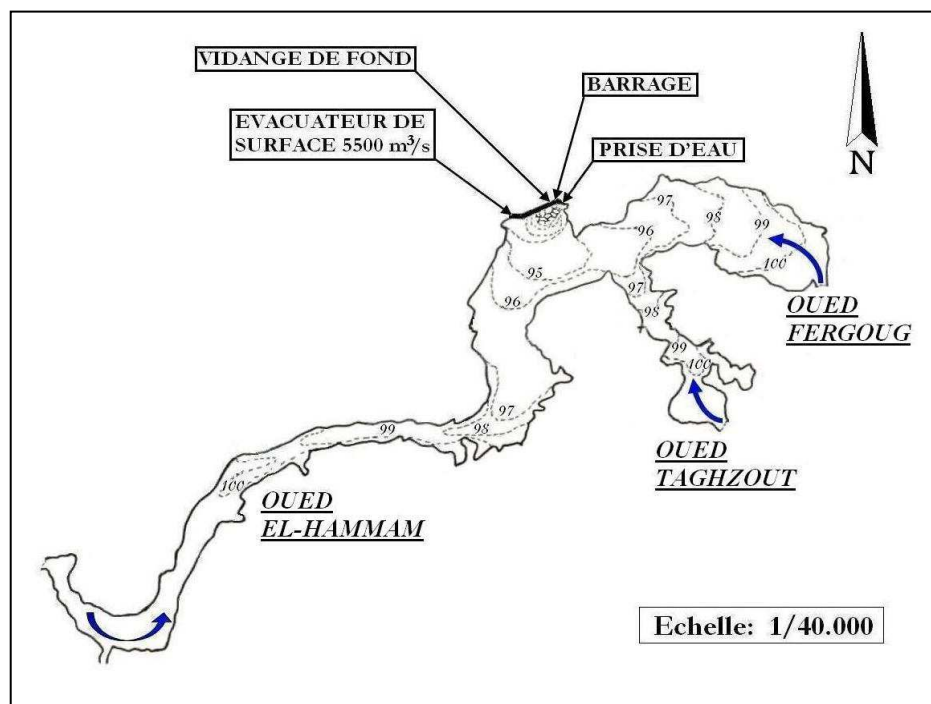 VIDANGE DE FOND
BARRAGE
EVACUATEUR DE
SURFACE 5500 m³/s
PRISE D'EAU
N
97
98
99
96
100
95
96
97
98
99
100
97
98
99
100
OUED
FERGOUG
OUED
TAGHZOUT
OUED
EL-HAMMAM
Echelle: 1/40.000